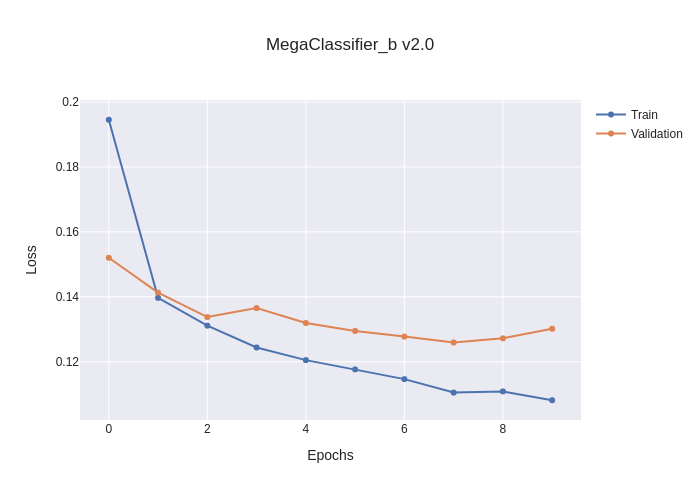 MegaClassifier_b v2.0
Train
Validation
Loss
0.2
0.18
0.16
0.14
0.12
0 2 4 6 8
Epochs